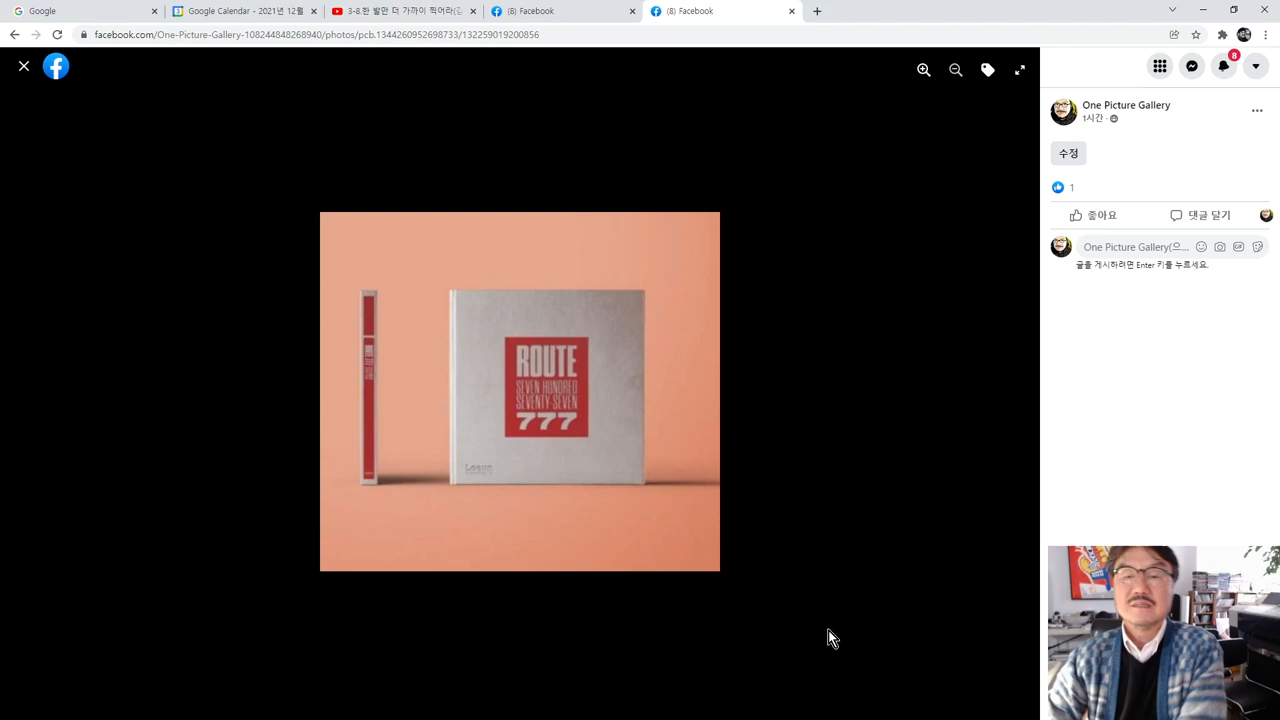 Google
Google Calendar - 2021년 12월
3-8.한 발만 더 가까이 찍어라(김
(8) Facebook
(8) Facebook
facebook.com/One-Picture-Gallery-108244848268940/photos/pcb.1344260952698733/132259019200856
8
One Picture Gallery
1시간
수정
1
좋아요
댓글 달기
One Picture Gallery(으...
글을 게시하려면 Enter 키를 누르세요.
ROUTE
SEVEN HUNDRED
SEVENTY-SEVEN
777